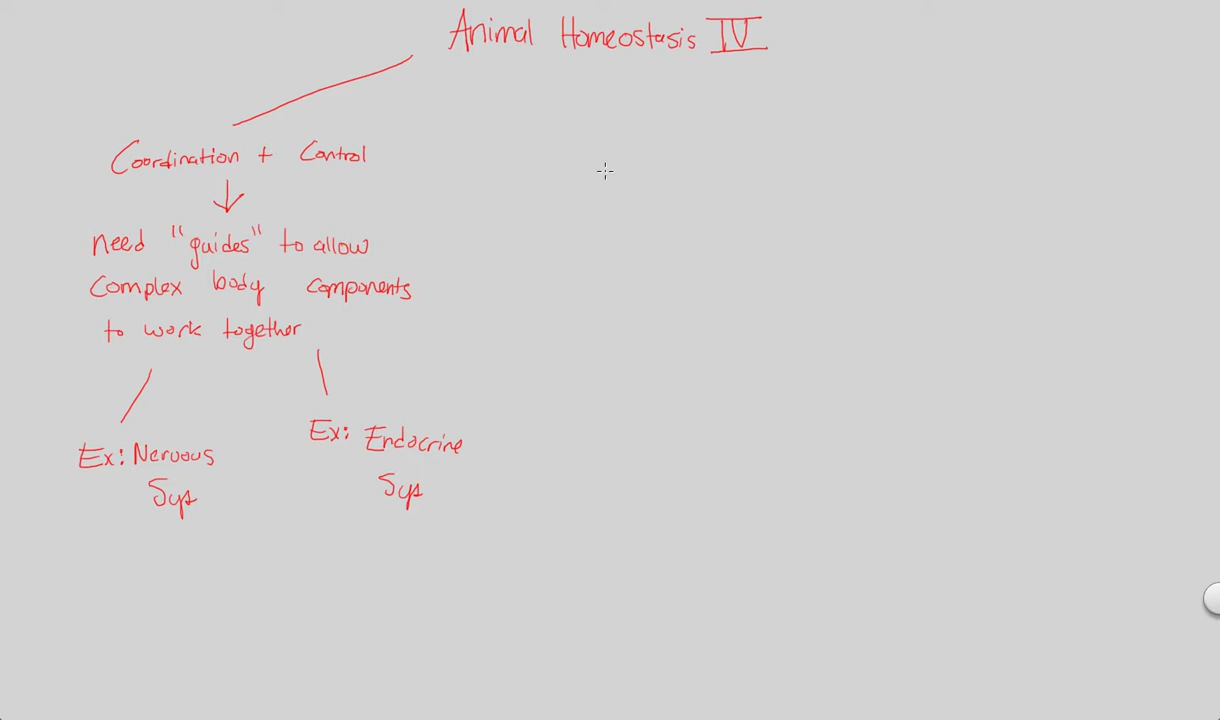 Animal Homeostasis IV
Coordination + Control
need "guides" to allow
complex body components
to work together
Ex: Nervous
Sys
Ex: Endocrine
Sys